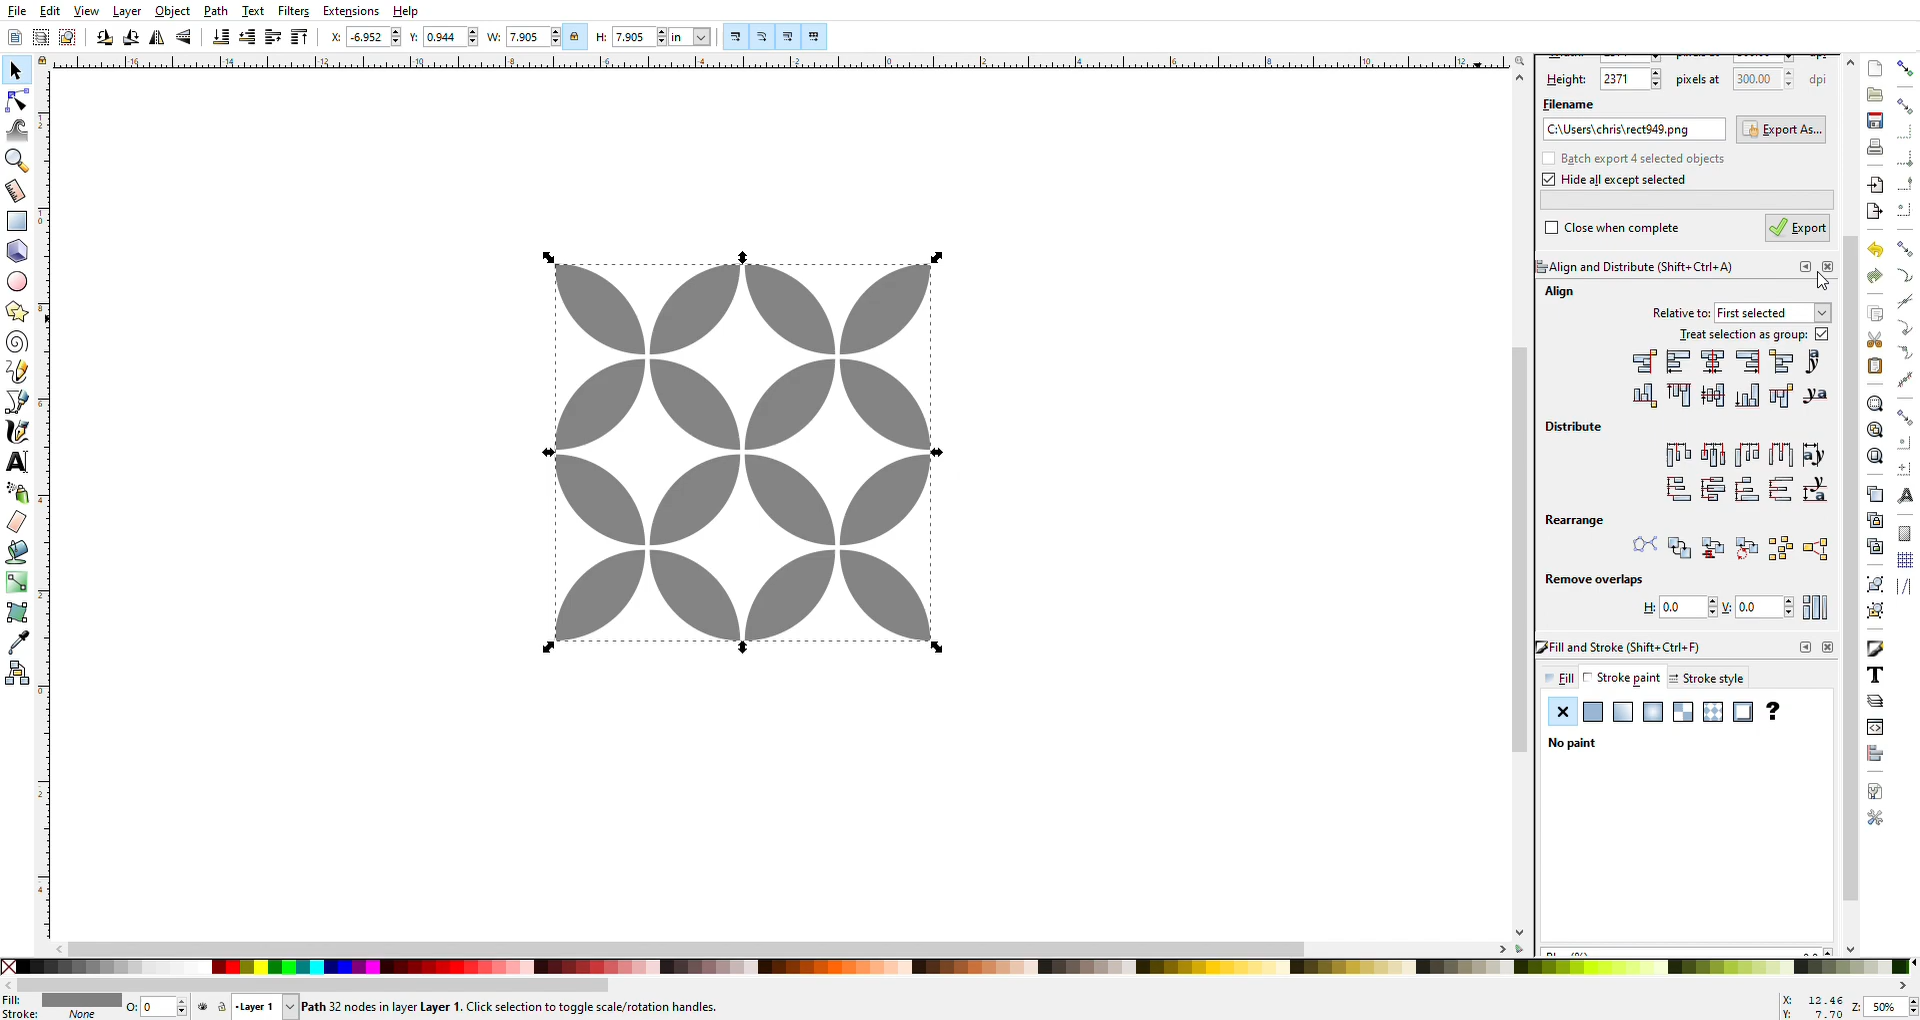 File Edit View Layer Object Path Text Filters Extensions Help
X: -6.952 Y: 0.944 W: 7.905 H: 7.905 in
Height: 2371 pixels at 300.00 dpi
Filename
C:\Users\chris\rect949.png Export As...
Batch export 4 selected objects
Hide all except selected
Close when complete Export
Align and Distribute (Shift+Ctrl+A)
Align
Relative to: First selected
Treat selection as group:
Distribute
Rearrange
Remove overlaps
H: 0.0 V: 0.0
Fill and Stroke (Shift+Ctrl+F)
Fill Stroke paint Stroke style
No paint
Fill: O: 0 •Layer 1 Path 32 nodes in layer Layer 1. Click selection to toggle scale/rotation handles. X: 12.46 Z: 50%
Stroke: None Y: 7.70